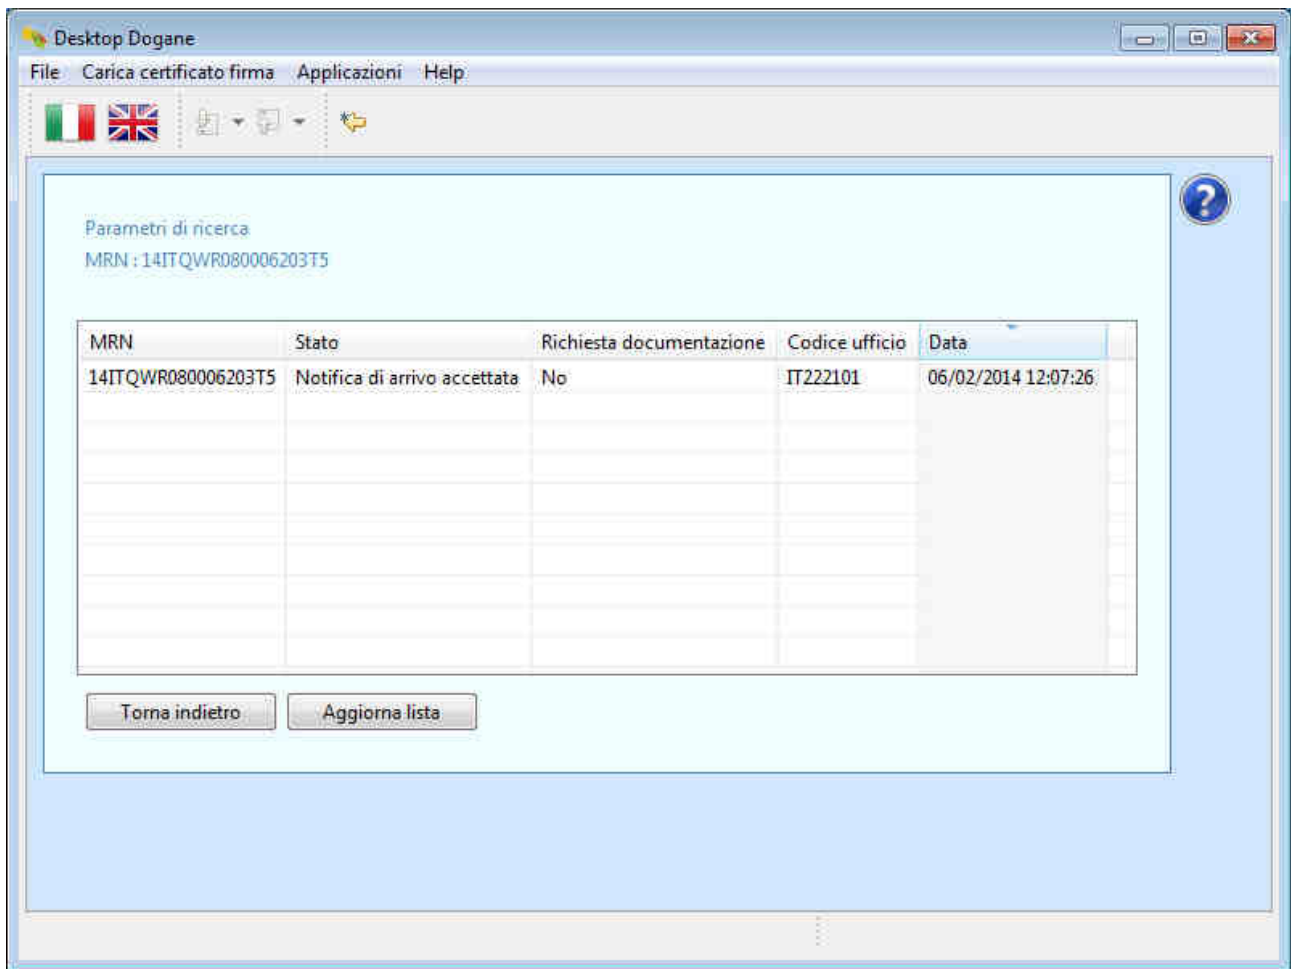 Desktop Dogane
File Carica certificato firma Applicazioni Help
Parametri di ricerca
MRN : 14ITQWR080006203T5
MRN Stato Richiesta documentazione Codice ufficio Data
14ITQWR080006203T5 Notifica di arrivo accettata No IT222101 06/02/2014 12:07:26
Torna indietro Aggiorna lista